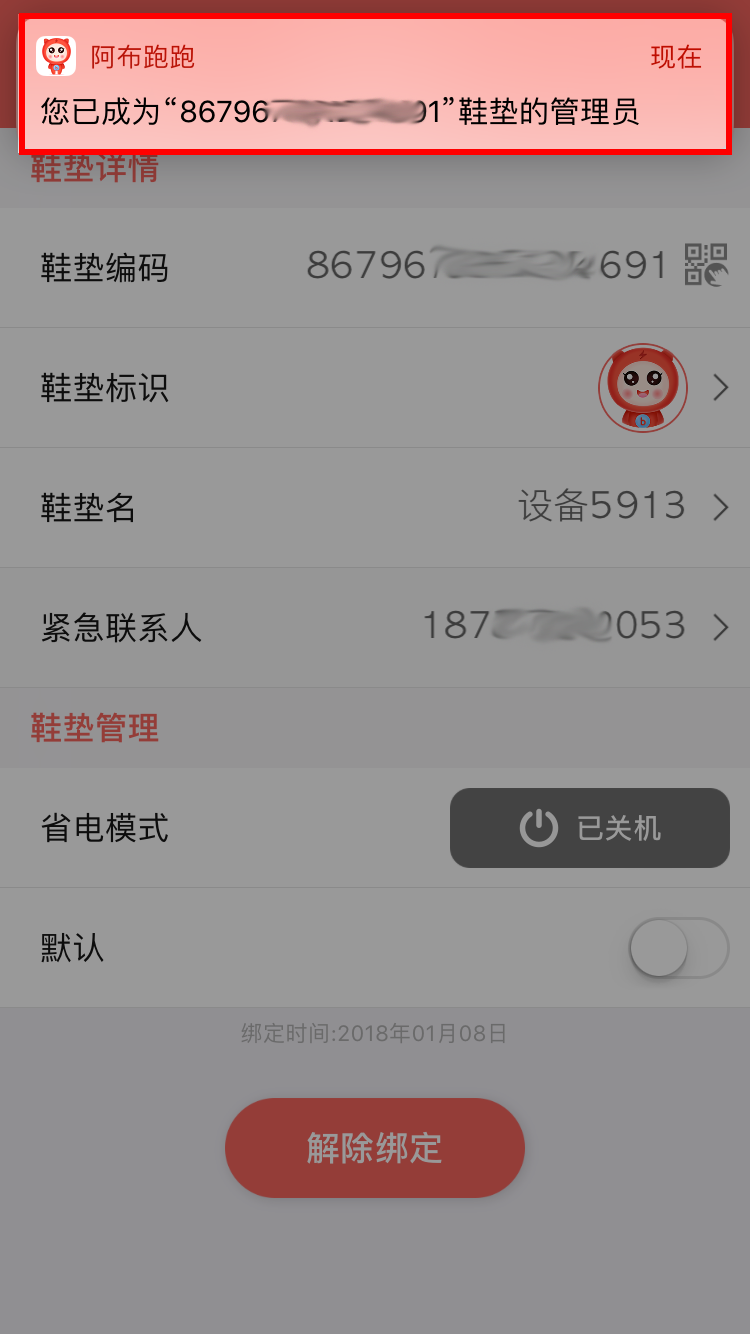 阿布跑跑 现在
您已成为“86796 91”鞋垫的管理员
鞋垫详情
鞋垫编码 86796 691
鞋垫标识
鞋垫名 设备5913
紧急联系人 187 053
鞋垫管理
省电模式 已关机
默认
绑定时间:2018年01月08日
解除绑定